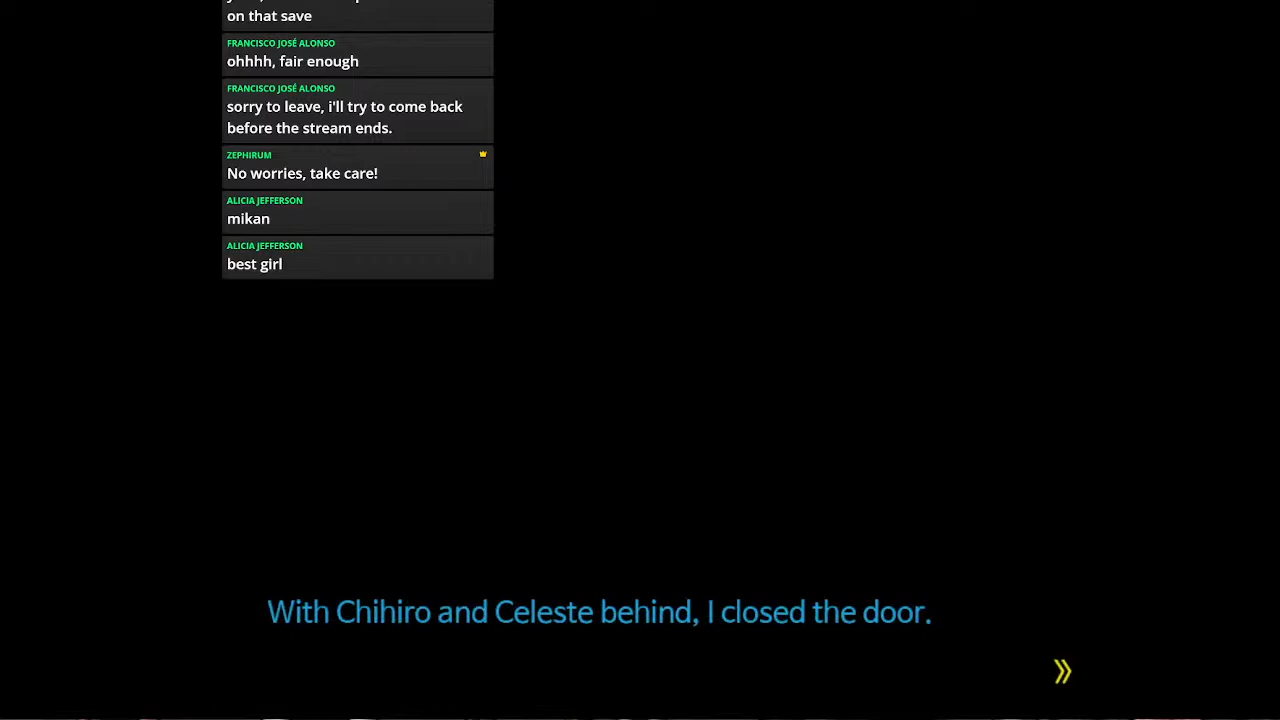 on that save
FRANCISCO JOSÉ ALONSO
ohhhh, fair enough
FRANCISCO JOSÉ ALONSO
sorry to leave, i'll try to come back
before the stream ends.
ZEPHIRUM
No worries, take care!
ALICIA JEFFERSON
mikan
ALICIA JEFFERSON
best girl
With Chihiro and Celeste behind, I closed the door.